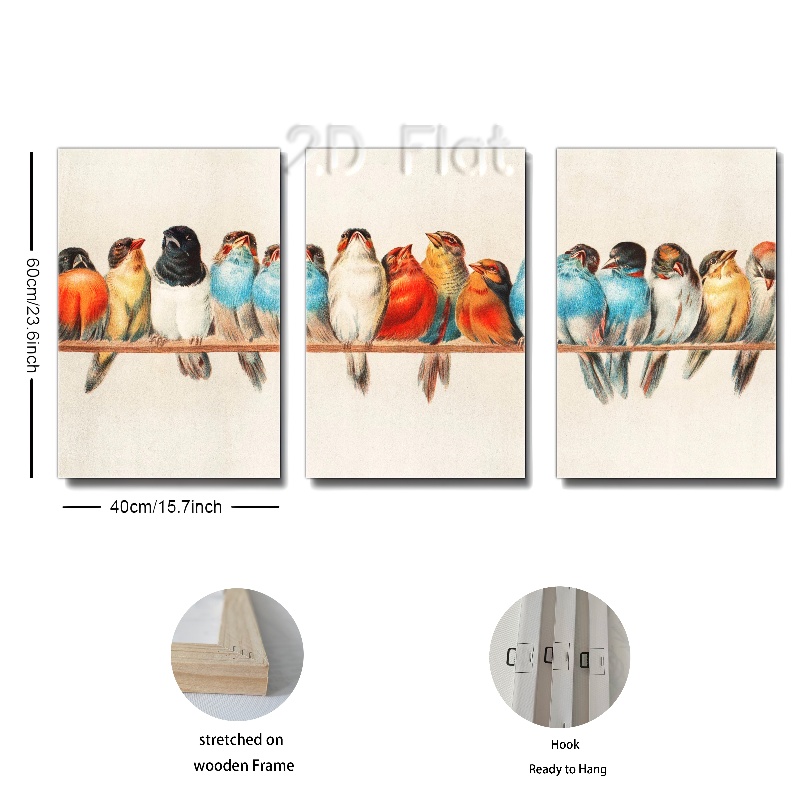 2D Flat
60cm/23.6inch
40cm/15.7inch
stretched on
wooden Frame
Hook
Ready to Hang